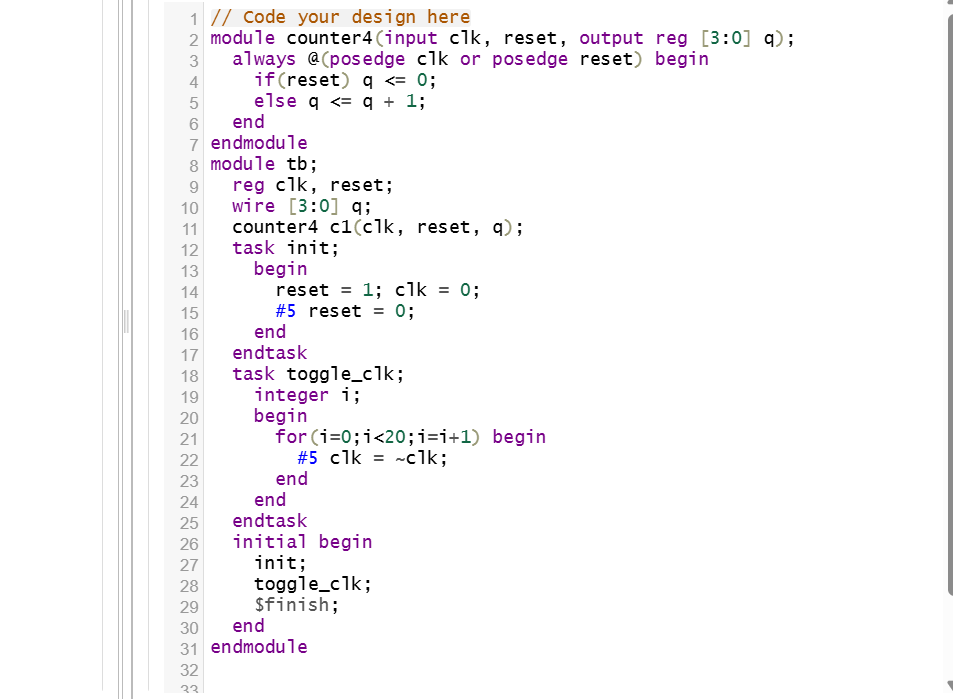 1 // Code your design here
2 module counter4(input clk, reset, output reg [3:0] q);
3   always @(posedge clk or posedge reset) begin
4     if(reset) q <= 0;
5     else q <= q + 1;
6   end
7 endmodule
8 module tb;
9   reg clk, reset;
10   wire [3:0] q;
11   counter4 c1(clk, reset, q);
12   task init;
13     begin
14       reset = 1; clk = 0;
15       #5 reset = 0;
16     end
17   endtask
18   task toggle_clk;
19     integer i;
20     begin
21       for(i=0;i<20;i=i+1) begin
22         #5 clk = ~clk;
23       end
24     end
25   endtask
26   initial begin
27     init;
28     toggle_clk;
29     $finish;
30   end
31 endmodule
32
33